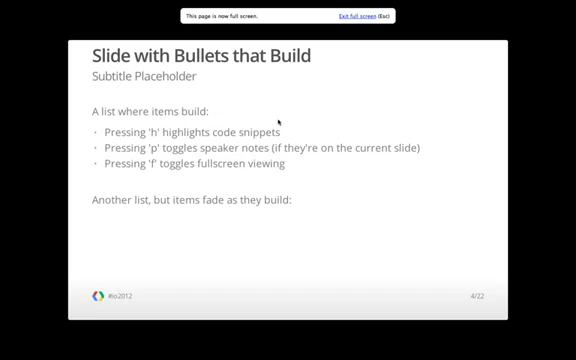 This page is now full screen. Exit full screen (Esc)
Slide with Bullets that Build
Subtitle Placeholder
A list where items build:
· Pressing 'h' highlights code snippets
· Pressing 'p' toggles speaker notes (if they're on the current slide)
· Pressing 'f' toggles fullscreen viewing
Another list, but items fade as they build:
#io2012 4/22